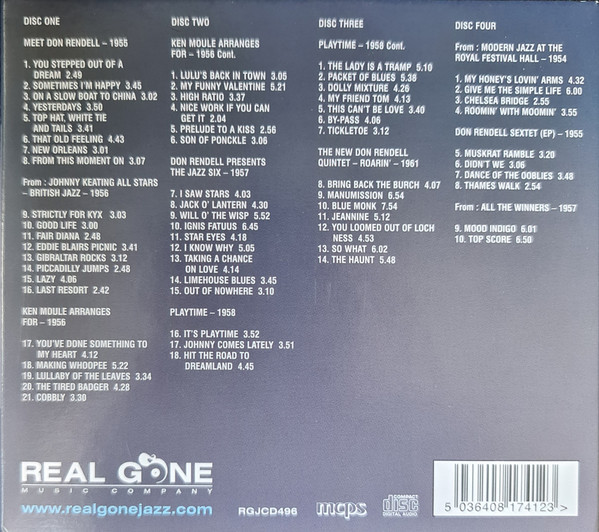 DISC ONE
MEET DON RENDELL – 1955
1. YOU STEPPED OUT OF A
DREAM 2.49
2. SOMETIMES I'M HAPPY 3.45
3. ON A SLOW BOAT TO CHINA 3.02
4. YESTERDAYS 3.50
5. TOP HAT, WHITE TIE
AND TAILS 3.41
6. THAT OLD FEELING 4.43
7. NEW ORLEANS 3.01
8. FROM THIS MOMENT ON 3.07
From : JOHNNY KEATING ALL STARS
– BRITISH JAZZ – 1956
9. STRICTLY FOR KYX 3.03
10. GOOD LIFE 3.00
11. FAIR DIANA 2.48
12. EDDIE BLAIRS PICNIC 3.41
13. GIBRALTAR ROCKS 3.12
14. PICCADILLY JUMPS 2.48
15. LAZY 4.06
16. LAST RESORT 2.42
KEN MOULE ARRANGES
FOR – 1956
17. YOU'VE DONE SOMETHING TO
MY HEART 4.12
18. MAKING WHOOPEE 5.22
19. LULLABY OF THE LEAVES 3.34
20. THE TIRED BADGER 4.28
21. COBBLY 3.30
DISC TWO
KEN MOULE ARRANGES
FOR – 1956 Cont.
1. LULU'S BACK IN TOWN 3.05
2. MY FUNNY VALENTINE 5.21
3. HIGH RATIO 3.37
4. NICE WORK IF YOU CAN
GET IT 2.04
5. PRELUDE TO A KISS 2.56
6. SON OF PONCKLE 3.06
DON RENDELL PRESENTS
THE JAZZ SIX – 1957
7. I SAW STARS 4.03
8. JACK O' LANTERN 4.30
9. WILL O' THE WISP 5.52
10. IGNIS FATUUS 6.45
11. STAR EYES 4.18
12. I KNOW WHY 5.05
13. TAKING A CHANCE
ON LOVE 4.14
14. LIMEHOUSE BLUES 3.45
15. OUT OF NOWHERE 3.10
PLAYTIME – 1958
16. IT'S PLAYTIME 3.52
17. JOHNNY COMES LATELY 3.51
18. HIT THE ROAD TO
DREAMLAND 4.45
DISC THREE
PLAYTIME – 1958 Cont.
1. THE LADY IS A TRAMP 5.10
2. PACKET OF BLUES 5.38
3. DOLLY MIXTURE 4.26
4. MY FRIEND TOM 4.13
5. THIS CAN'T BE LOVE 3.40
6. BY-PASS 4.06
7. TICKLETOE 3.12
THE NEW DON RENDELL
QUINTET – ROARIN' – 1961
8. BRING BACK THE BURCH 4.07
9. MANUMISSION 6.54
10. BLUE MONK 7.54
11. JEANNINE 5.12
12. YOU LOOMED OUT OF LOCH
NESS 4.53
13. SO WHAT 6.02
14. THE HAUNT 5.48
DISC FOUR
From : MODERN JAZZ AT THE
ROYAL FESTIVAL HALL – 1954
1. MY HONEY'S LOVIN' ARMS 4.32
2. GIVE ME THE SIMPLE LIFE 6.00
3. CHELSEA BRIDGE 2.55
4. ROOMIN' WITH MOOMIN' 3.55
DON RENDELL SEXTET (EP) – 1955
5. MUSKRAT RAMBLE 3.20
6. DIDN'T WE 3.06
7. DANCE OF THE OOBLIES 3.48
8. THAMES WALK 2.54
From : ALL THE WINNERS – 1957
9. MOOD INDIGO 6.01
10. TOP SCORE 6.50
REAL GONE
MUSIC COMPANY
www.realgonejazz.com
RGJCD496
mcps
COMPACT
disc
DIGITAL AUDIO
5 036408 174123 >